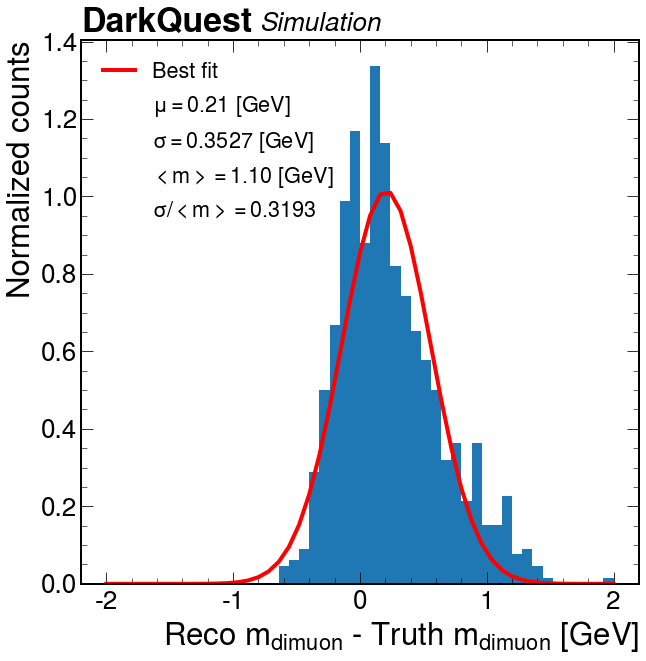 DarkQuest Simulation
Normalized counts
1.4
1.2
1.0
0.8
0.6
0.4
0.2
0.0
Best fit
μ = 0.21 [GeV]
σ = 0.3527 [GeV]
< m > = 1.10 [GeV]
σ/< m > = 0.3193
-2 -1 0 1 2
Reco m_dimuon - Truth m_dimuon [GeV]